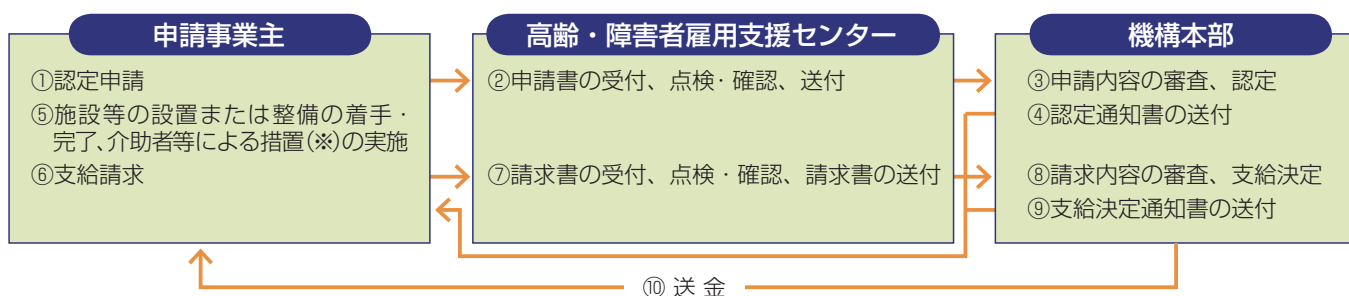 申請事業主
①認定申請
⑤施設等の設置または整備の着手・
完了、介助者等による措置(※)の実施
⑥支給請求
高齢・障害者雇用支援センター
②申請書の受付、点検・確認、送付
⑦請求書の受付、点検・確認、請求書の送付
機構本部
③申請内容の審査、認定
④認定通知書の送付
⑧請求内容の審査、支給決定
⑨支給決定通知書の送付
⑩送金